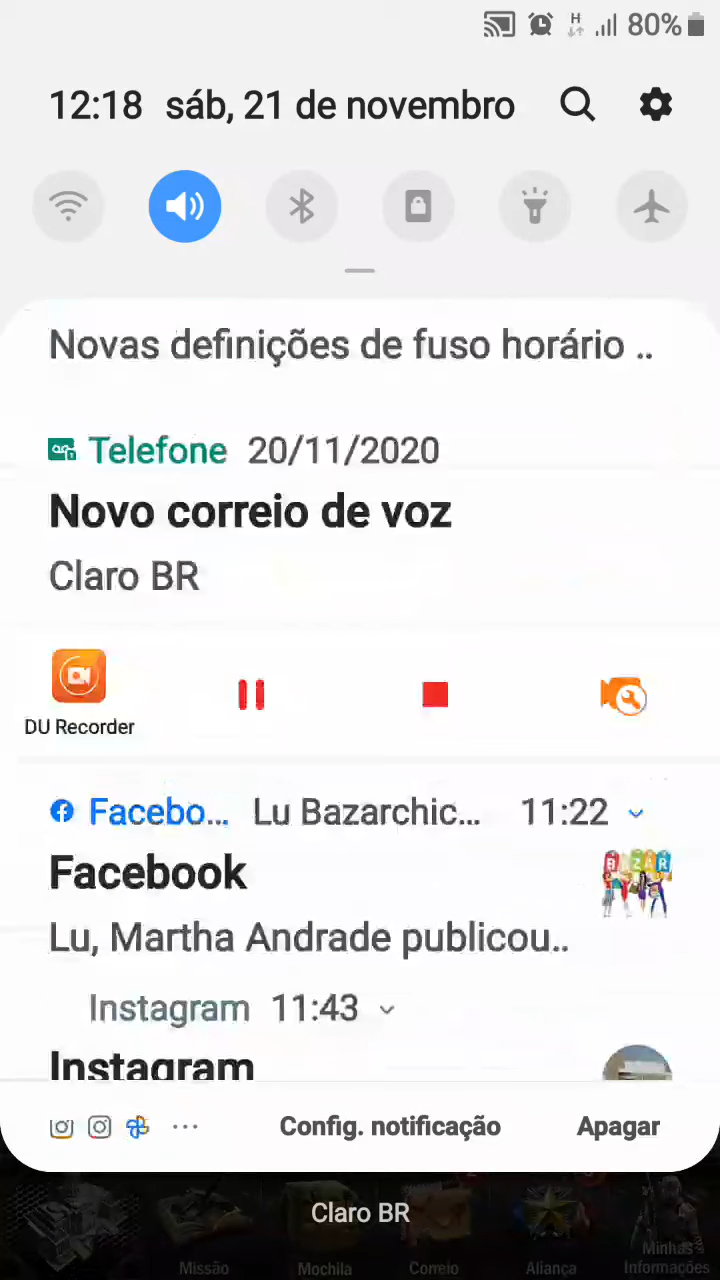 H 80%
12:18 sáb, 21 de novembro
Novas definições de fuso horário ..
Telefone 20/11/2020
Novo correio de voz
Claro BR
DU Recorder
Facebo... Lu Bazarchic... 11:22
Facebook
BAZAR
Lu, Martha Andrade publicou..
Instagram 11:43
Instagram
... Config. notificação Apagar
Claro BR
Missão Mochila Correio Aliança Minhas Informações